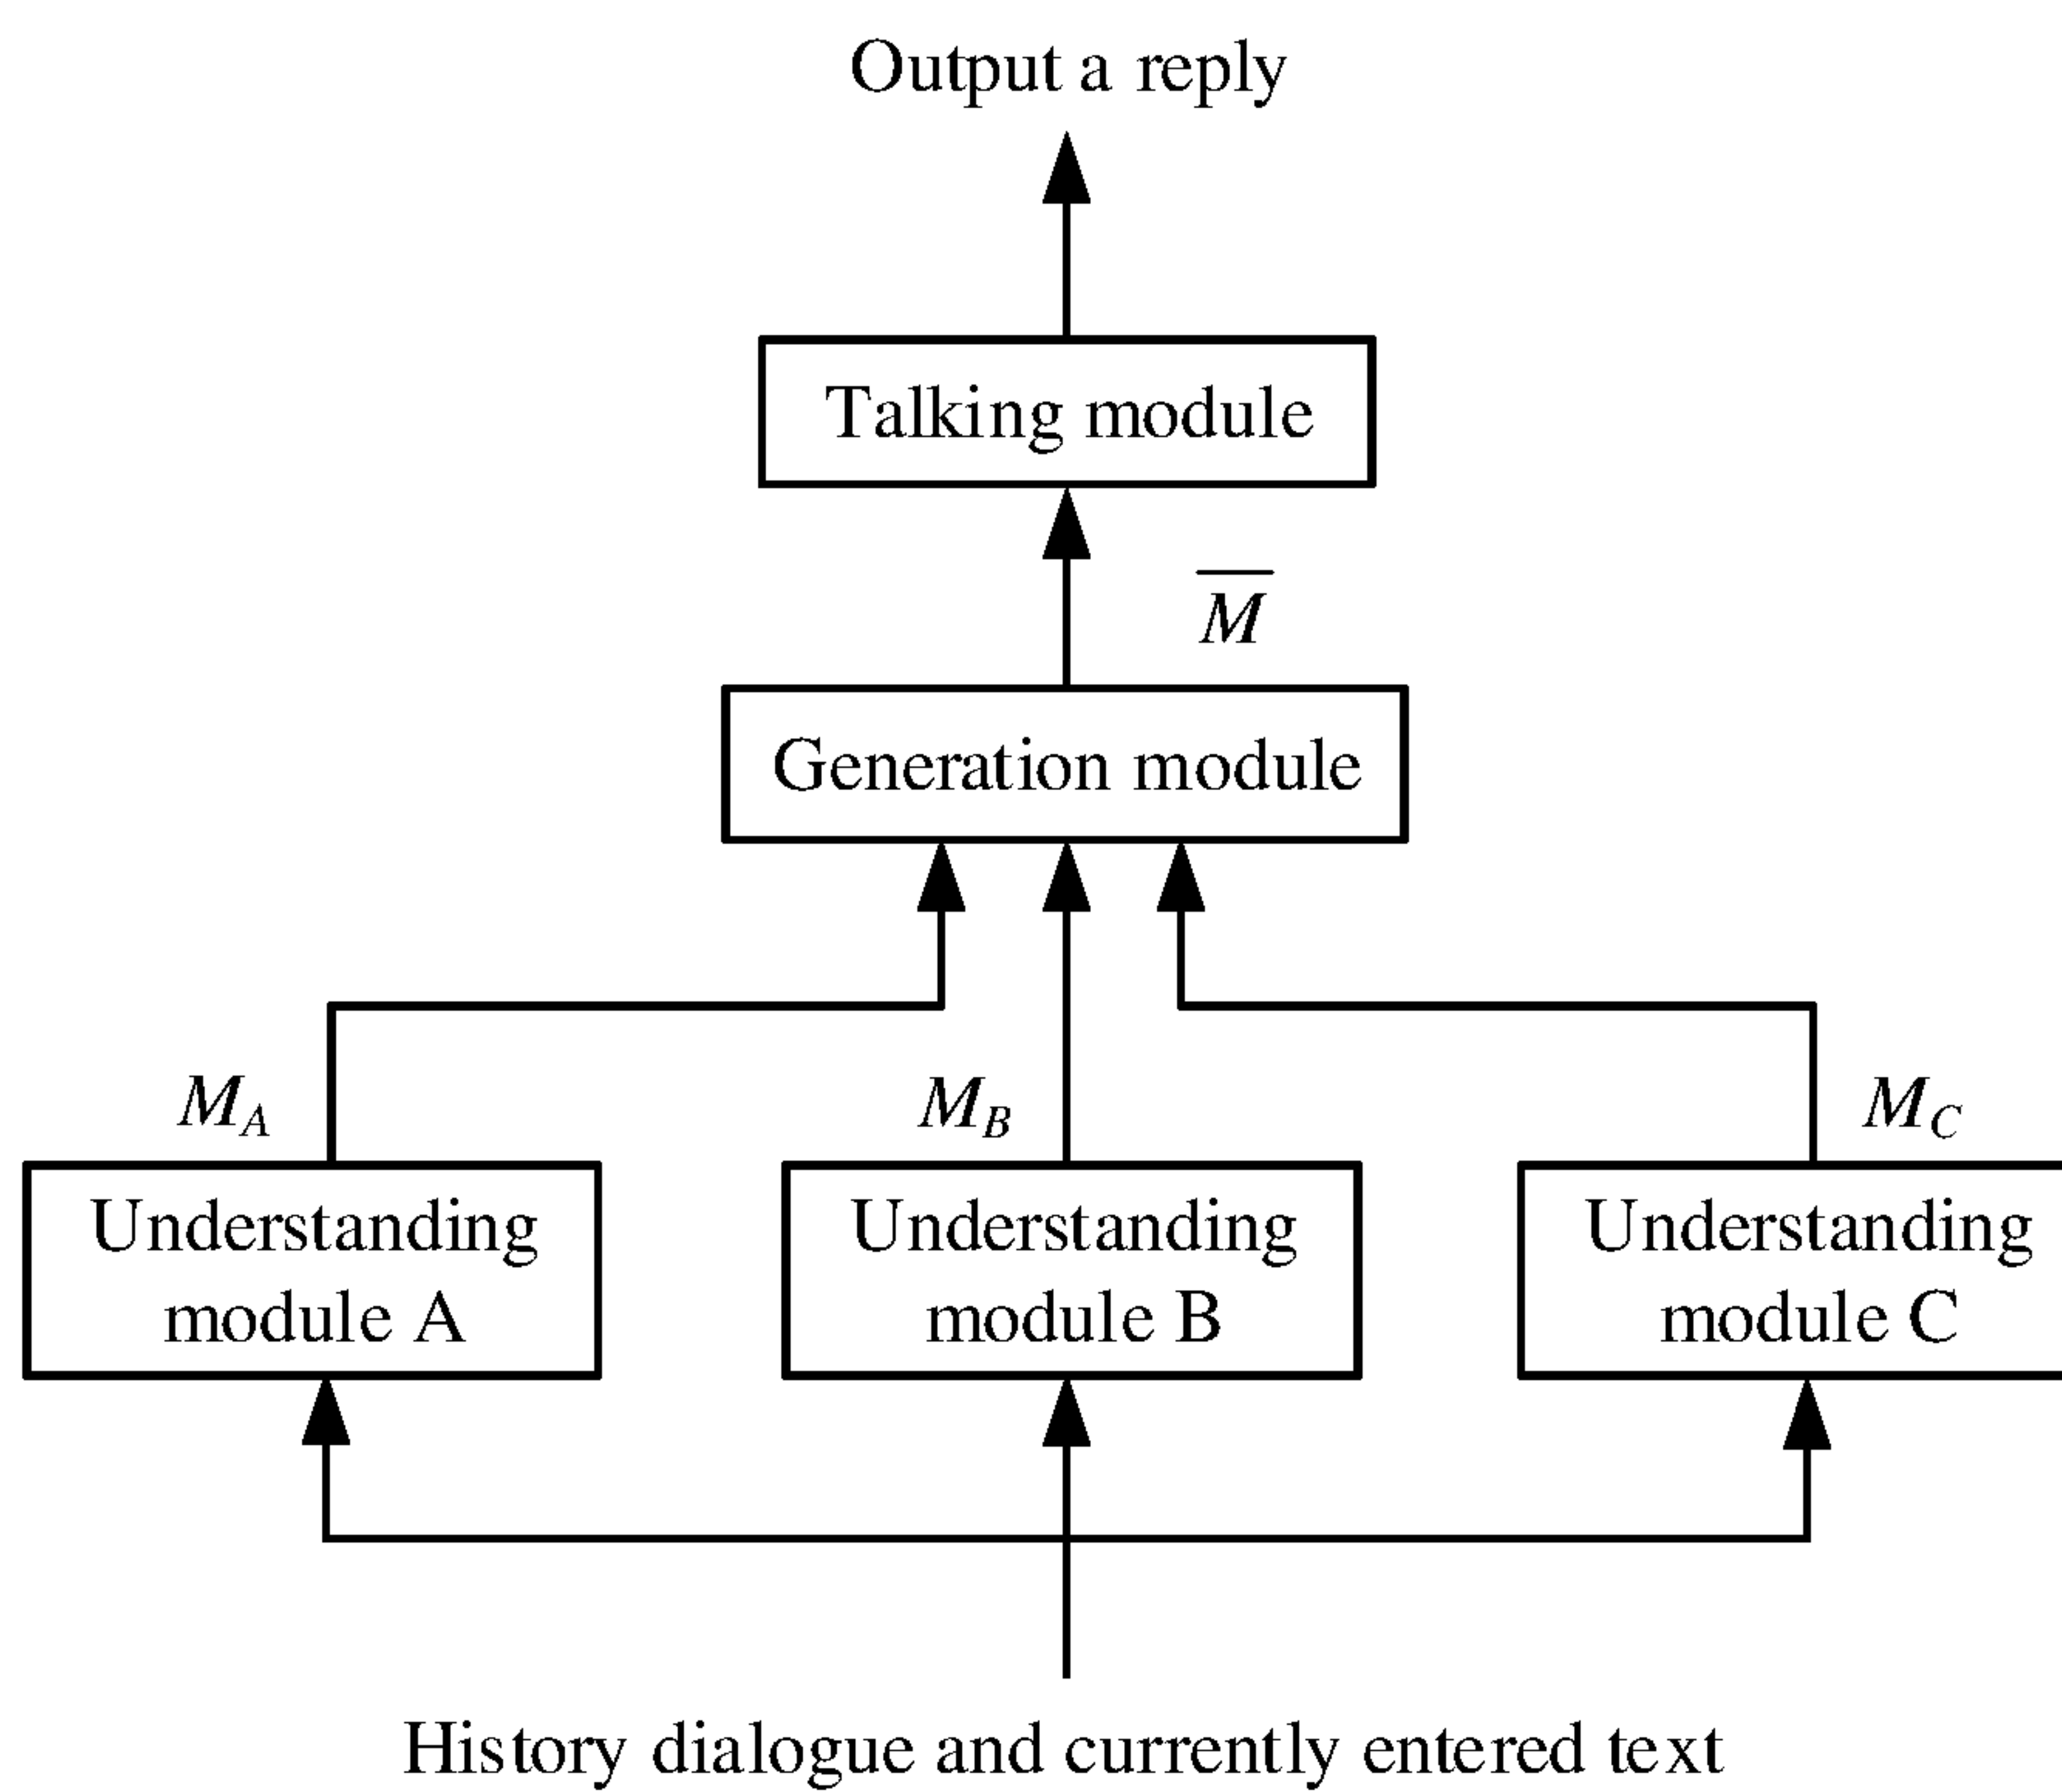 Output a reply
Talking module
M̅
Generation module
M_A
M_B
M_C
Understanding
module A
Understanding
module B
Understanding
module C
History dialogue and currently entered text